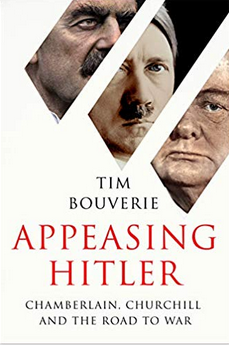 TIM
BOUVERIE
APPEASING
HITLER
CHAMBERLAIN, CHURCHILL
AND THE ROAD TO WAR